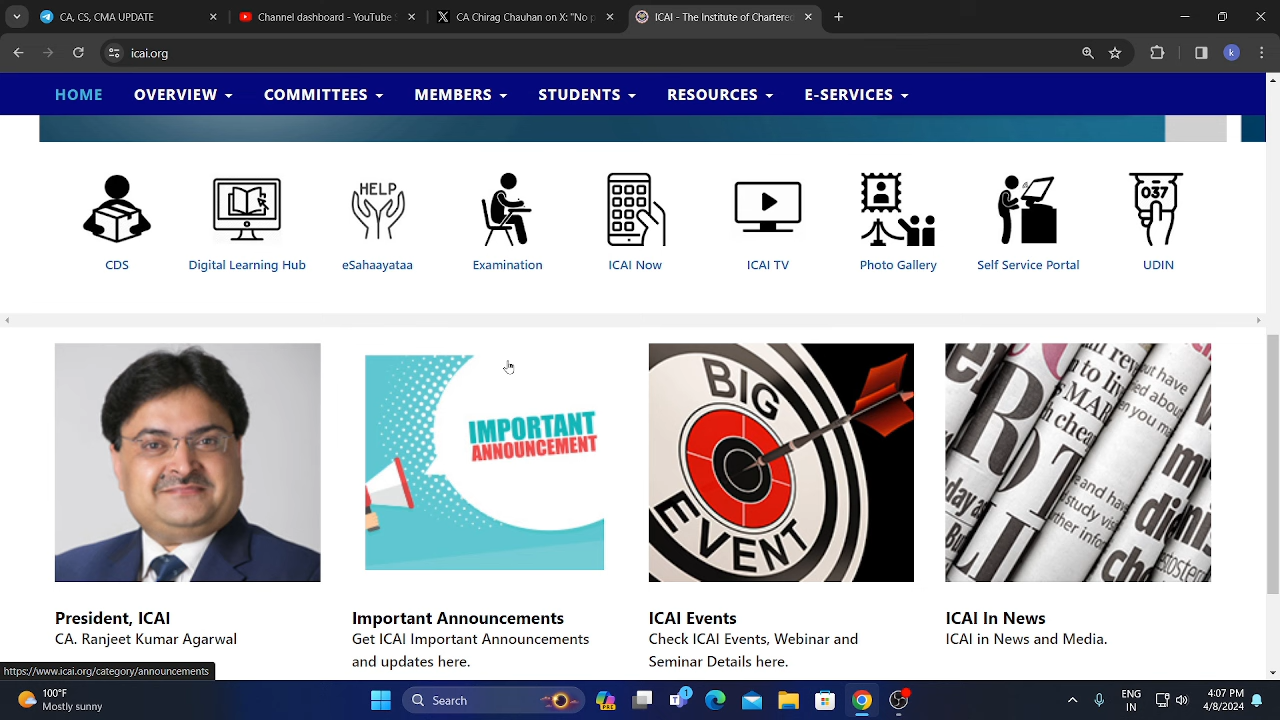 CA, CS, CMA UPDATE
Channel dashboard - YouTube S
CA Chirag Chauhan on X: "No p
ICAI - The Institute of Chartered
icai.org
k
HOME
OVERVIEW
COMMITTEES
MEMBERS
STUDENTS
RESOURCES
E-SERVICES
HELP
037
CDS
Digital Learning Hub
eSahaayataa
Examination
ICAI Now
ICAI TV
Photo Gallery
Self Service Portal
UDIN
IMPORTANT
ANNOUNCEMENT
BIG
EVENT
President, ICAI
CA. Ranjeet Kumar Agarwal
Important Announcements
Get ICAI Important Announcements
and updates here.
ICAI Events
Check ICAI Events, Webinar and
Seminar Details here.
ICAI In News
ICAI in News and Media.
https://www.icai.org/category/announcements
100°F
Mostly sunny
Search
PRE
1
ENG
IN
4:07 PM
4/8/2024